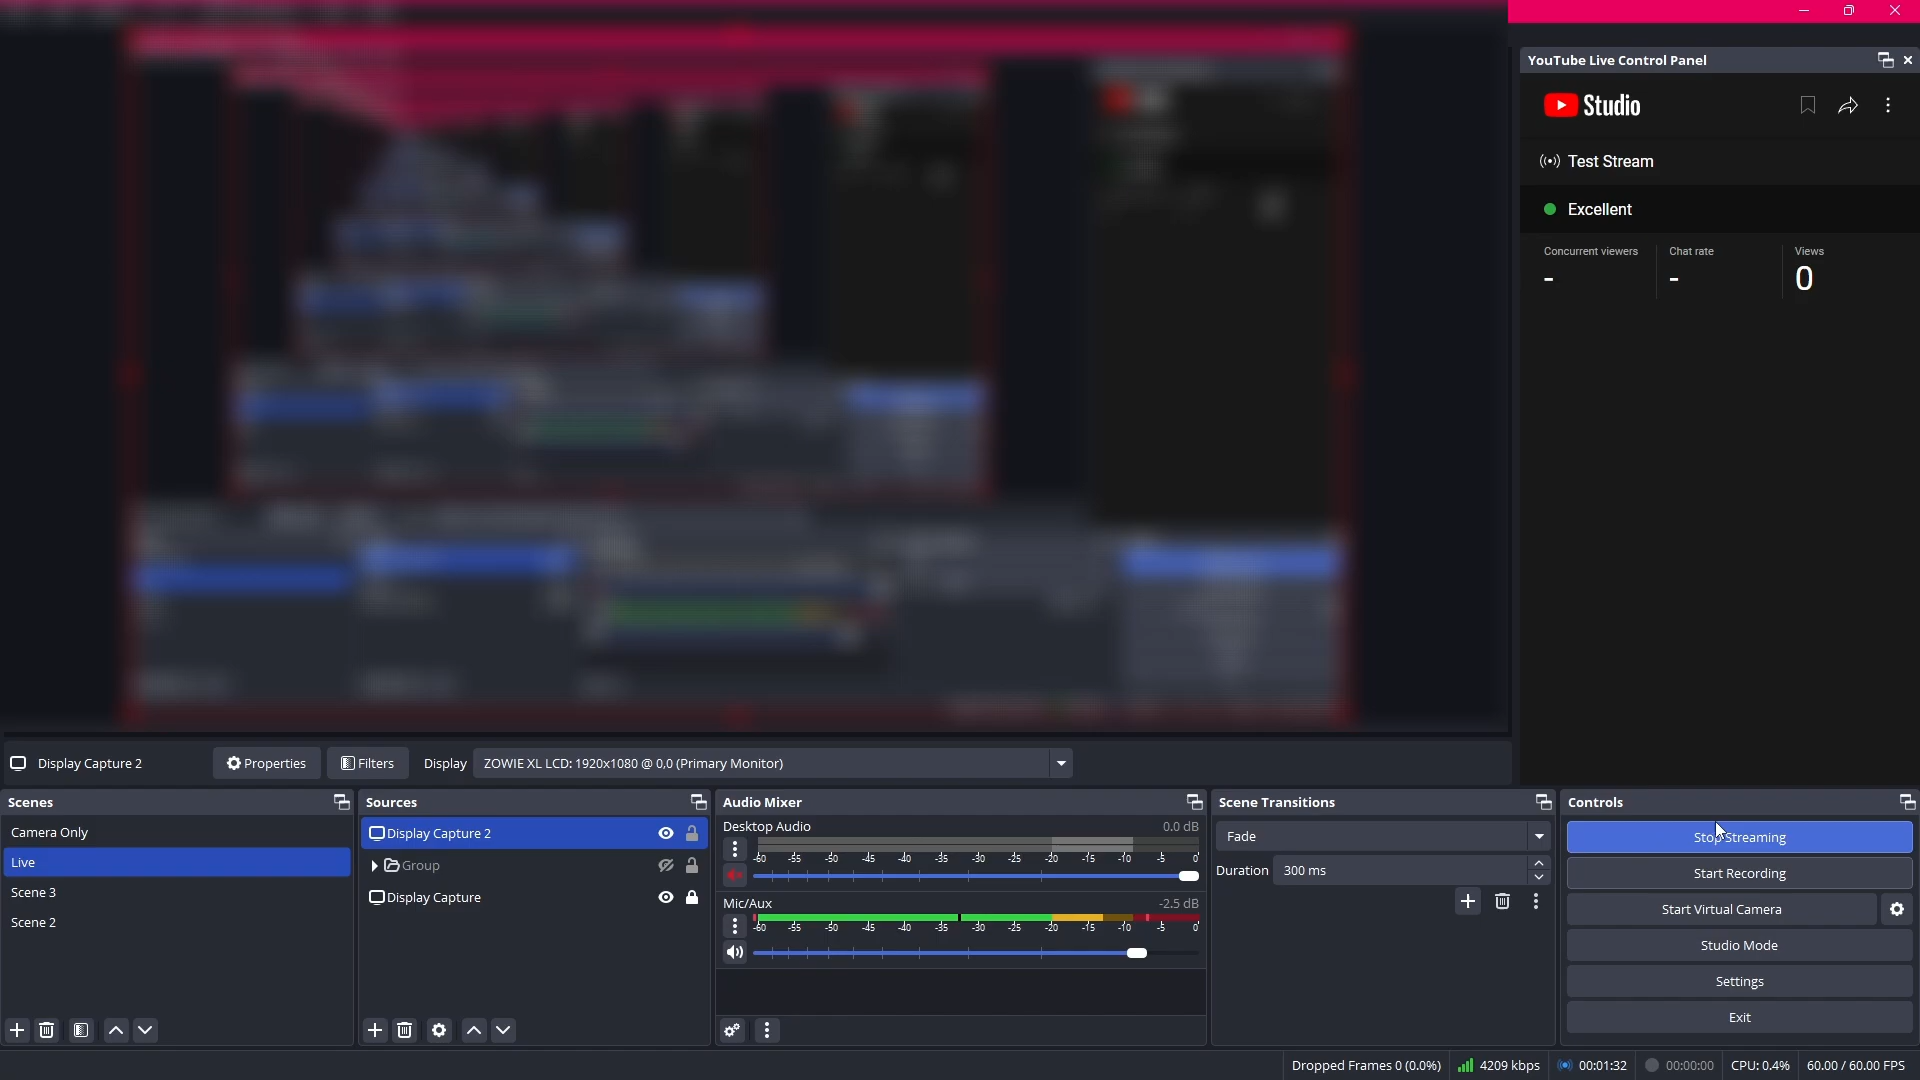 YouTube Live Control Panel
Studio
Test Stream
Excellent
Concurrent viewers
Chat rate
Views
-
-
0
Display Capture 2
Properties
Filters
Display
ZOWIE XL LCD: 1920x1080 @ 0,0 (Primary Monitor)
Scenes
Camera Only
Live
Scene 3
Scene 2
Sources
Display Capture 2
Group
Display Capture
Audio Mixer
Desktop Audio
0.0 dB
-60 -55 -50 -45 -40 -35 -30 -25 -20 -15 -10 -5 0
Mic/Aux
-2.5 dB
-60 -55 -50 -45 -40 -35 -30 -25 -20 -15 -10 -5 0
Scene Transitions
Fade
Duration
300 ms
Controls
Stop Streaming
Start Recording
Start Virtual Camera
Studio Mode
Settings
Exit
Dropped Frames 0 (0.0%)
4209 kbps
00:01:32
00:00:00
CPU: 0.4%
60.00 / 60.00 FPS